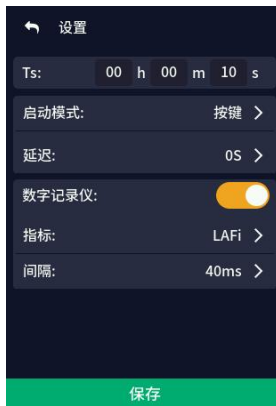 设置
Ts: 00 h 00 m 10 s
启动模式: 按键
延迟: 0S
数字记录仪:
指标: LAFi
间隔: 40ms
保存